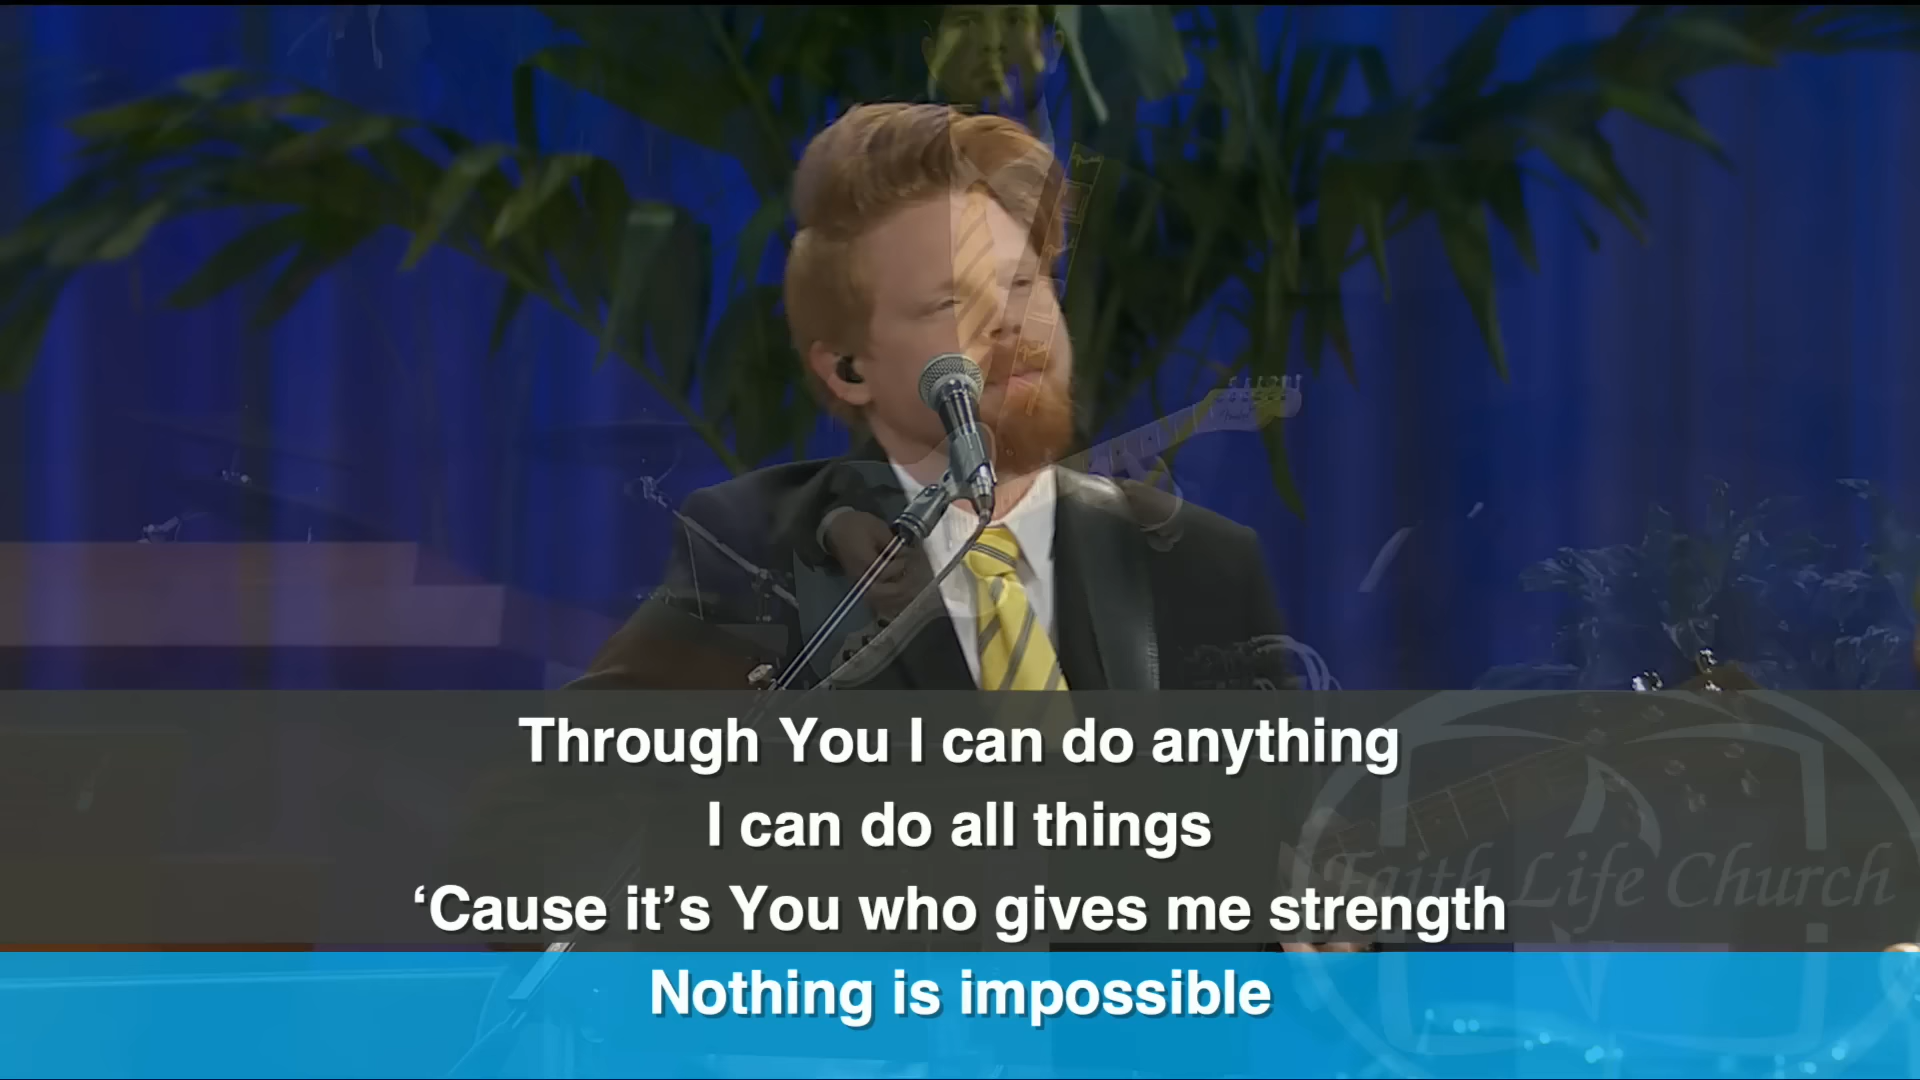 Through You I can do anything
I can do all things
‘Cause it’s You who gives me strength
Faith Life Church
Nothing is impossible